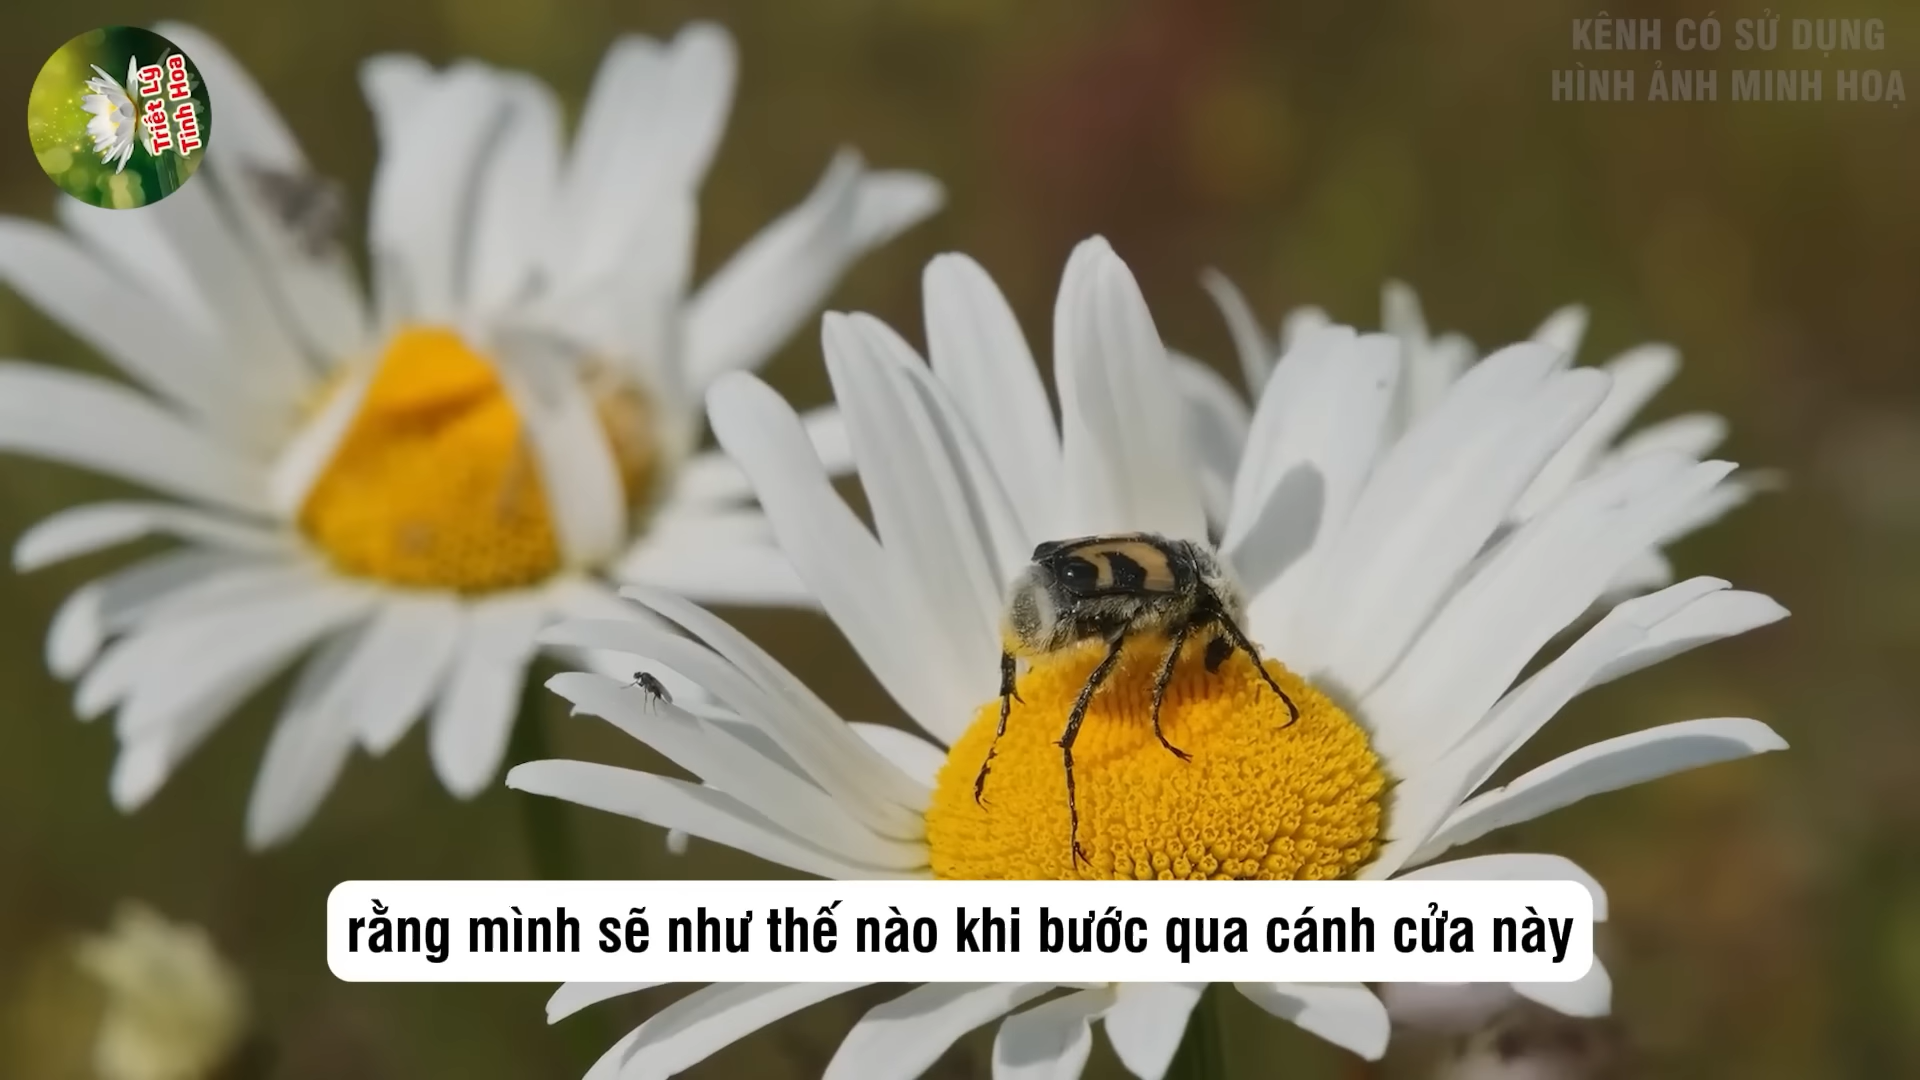 Triết Lý
Tinh Hoa
KÊNH CÓ SỬ DỤNG
HÌNH ẢNH MINH HOẠ
rằng mình sẽ như thế nào khi bước qua cánh cửa này